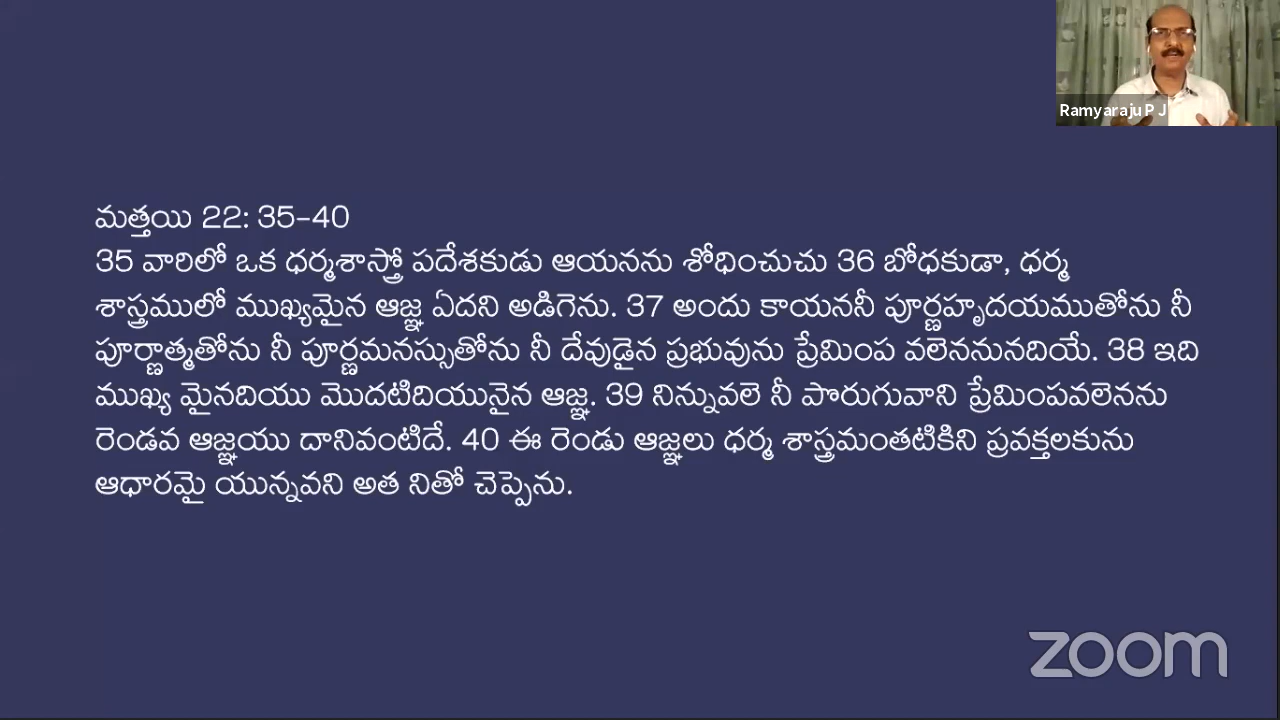 Ramyaraju P J
మత్తయి 22: 35-40
35 వారిలో ఒక ధర్మశాస్త్రో పదేశకుడు ఆయనను శోధించుచు 36 బోధకుడా, ధర్మ
శాస్త్రములో ముఖ్యమైన ఆజ్ఞ ఏదని అడిగెను. 37 అందు కాయననీ పూర్ణహృదయముతోను నీ
పూర్ణాత్మతోను నీ పూర్ణమనస్సుతోను నీ దేవుడైన ప్రభువును ప్రేమింప వలెననునదియే. 38 ఇది
ముఖ్య మైనదియు మొదటిదియునైన ఆజ్ఞ. 39 నిన్నువలె నీ పొరుగువాని ప్రేమింపవలెనను
రెండవ ఆజ్ఞయు దానివంటిదే. 40 ఈ రెండు ఆజ్ఞలు ధర్మ శాస్త్రమంతటికిని ప్రవక్తలకును
ఆధారమై యున్నవని అత నితో చెప్పెను.
zoom